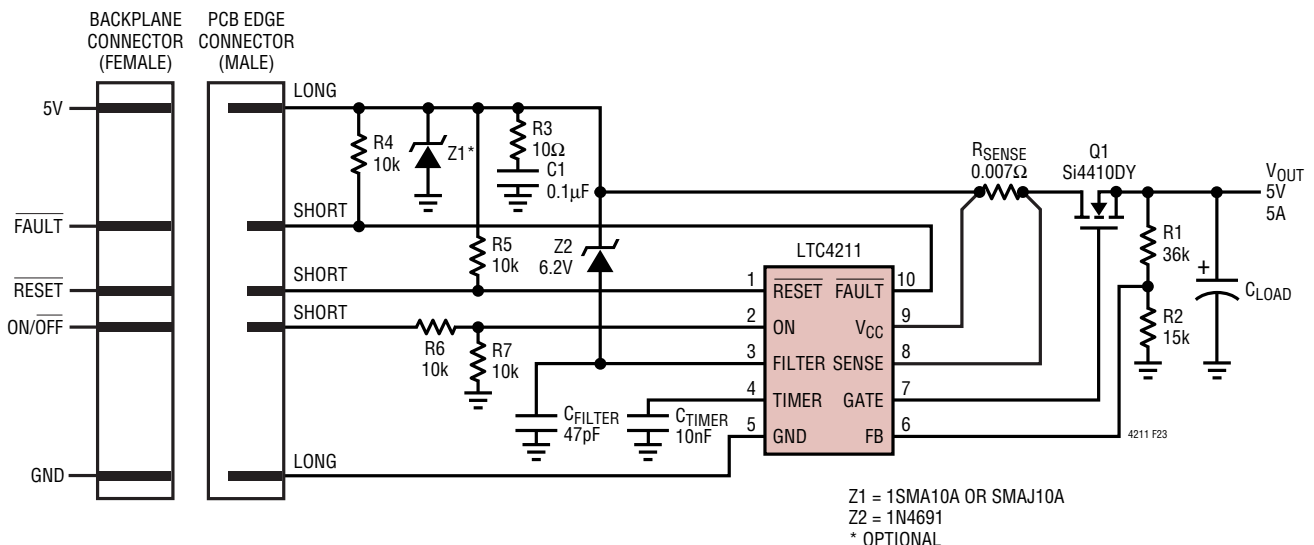 BACKPLANE
CONNECTOR
(FEMALE)
PCB EDGE
CONNECTOR
(MALE)
5V
FAULT
RESET
ON/OFF
GND
LONG
SHORT
SHORT
SHORT
LONG
R4
10k
Z1*
R3
10Ω
C1
0.1µF
R5
10k
Z2
6.2V
R6
10k
R7
10k
CFILTER
47pF
CTIMER
10nF
LTC4211
1
RESET
FAULT
10
2
ON
VCC
9
3
FILTER
SENSE
8
4
TIMER
GATE
7
5
GND
FB
6
RSENSE
0.007Ω
Q1
Si4410DY
VOUT
5V
5A
R1
36k
R2
15k
+
CLOAD
4211 F23
Z1 = 1SMA10A OR SMAJ10A
Z2 = 1N4691
* OPTIONAL